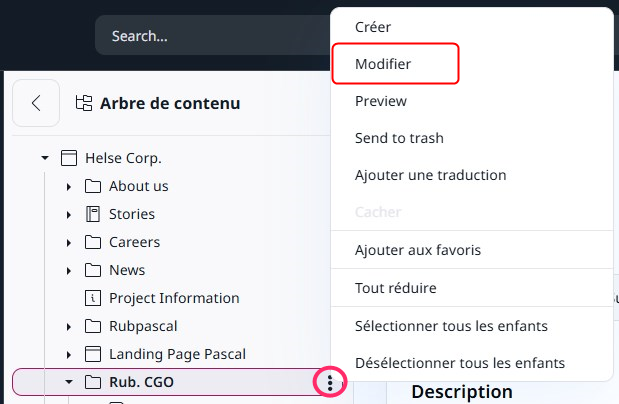 Search...
Créer
Modifier
Preview
Send to trash
Ajouter une traduction
Cacher
Ajouter aux favoris
Tout réduire
Sélectionner tous les enfants
Désélectionner tous les enfants
Arbre de contenu
Helse Corp.
About us
Stories
Careers
News
Project Information
Rubpascal
Landing Page Pascal
Rub. CGO
Description